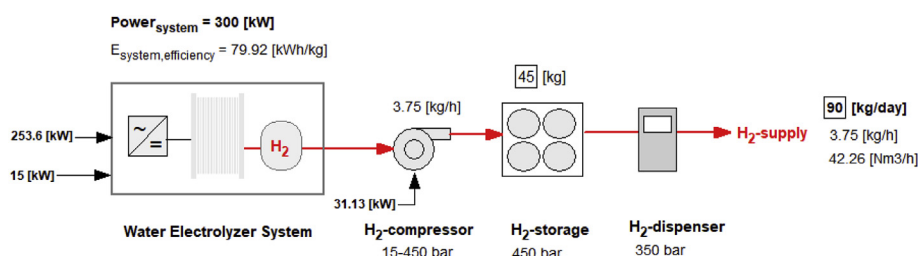 Power_system = 300 [kW]
E_system,efficiency = 79.92 [kWh/kg]
253.6 [kW]
15 [kW]
~
=
H2
3.75 [kg/h]
31.13 [kW]
45 [kg]
H2-supply
90 [kg/day]
3.75 [kg/h]
42.26 [Nm3/h]
Water Electrolyzer System
H2-compressor
15-450 bar
H2-storage
450 bar
H2-dispenser
350 bar